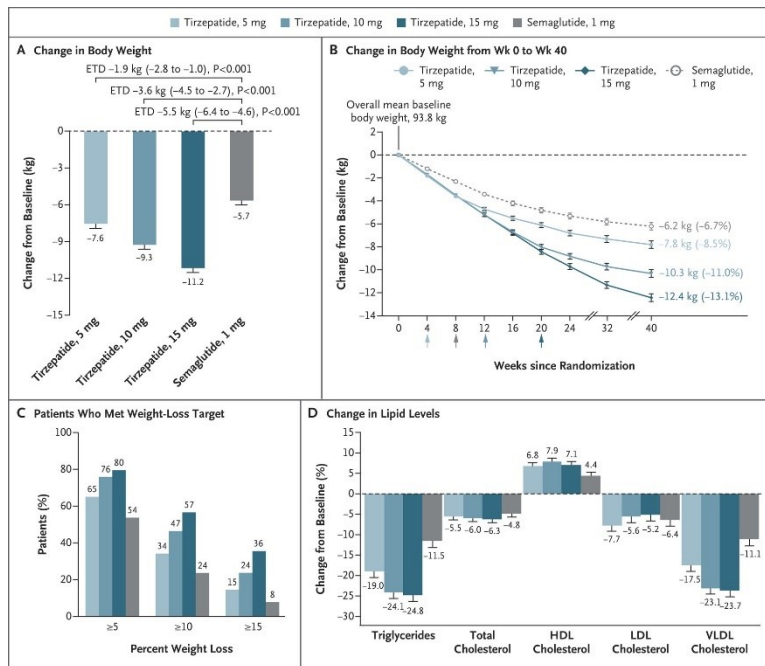 Tirzepatide, 5 mg Tirzepatide, 10 mg Tirzepatide, 15 mg Semaglutide, 1 mg
A Change in Body Weight
ETD −1.9 kg (−2.8 to −1.0), P<0.001
ETD −3.6 kg (−4.5 to −2.7), P<0.001
ETD −5.5 kg (−6.4 to −4.6), P<0.001
Change from Baseline (kg)
0
−3
−6
−9
−12
−15
−7.6
−9.3
−11.2
−5.7
Tirzepatide, 5 mg
Tirzepatide, 10 mg
Tirzepatide, 15 mg
Semaglutide, 1 mg
B Change in Body Weight from Wk 0 to Wk 40
Tirzepatide, 5 mg
Tirzepatide, 10 mg
Tirzepatide, 15 mg
Semaglutide, 1 mg
Overall mean baseline
body weight, 93.8 kg
Change from Baseline (kg)
2
0
−2
−4
−6
−8
−10
−12
−14
−6.2 kg (−6.7%)
−7.8 kg (−8.5%)
−10.3 kg (−11.0%)
−12.4 kg (−13.1%)
0 4 8 12 16 20 24 32 40
Weeks since Randomization
C Patients Who Met Weight-Loss Target
Patients (%)
100
80
60
40
20
0
65 76 80 54
34 47 57 24
15 24 36 8
≥5 ≥10 ≥15
Percent Weight Loss
D Change in Lipid Levels
Change from Baseline (%)
15
10
5
0
−5
−10
−15
−20
−25
−30
−19.0 −24.1 −24.8 −11.5
−5.5 −6.0 −6.3 −4.8
6.8 7.9 7.1 4.4
−7.7 −5.6 −5.2 −6.4
−17.5 −23.1 −23.7 −11.1
Triglycerides
Total
Cholesterol
HDL
Cholesterol
LDL
Cholesterol
VLDL
Cholesterol